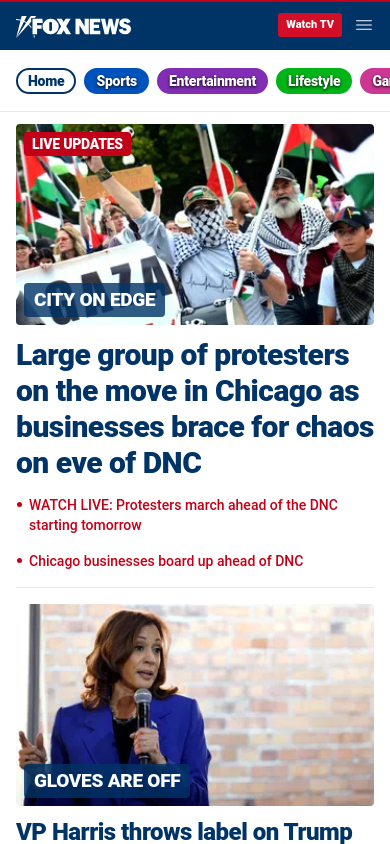 FOX NEWS
Watch TV
Home
Sports
Entertainment
Lifestyle
Ga
LIVE UPDATES
GAZA
CITY ON EDGE
Large group of protesters
on the move in Chicago as
businesses brace for chaos
on eve of DNC
WATCH LIVE: Protesters march ahead of the DNC
starting tomorrow
Chicago businesses board up ahead of DNC
GLOVES ARE OFF
VP Harris throws label on Trump